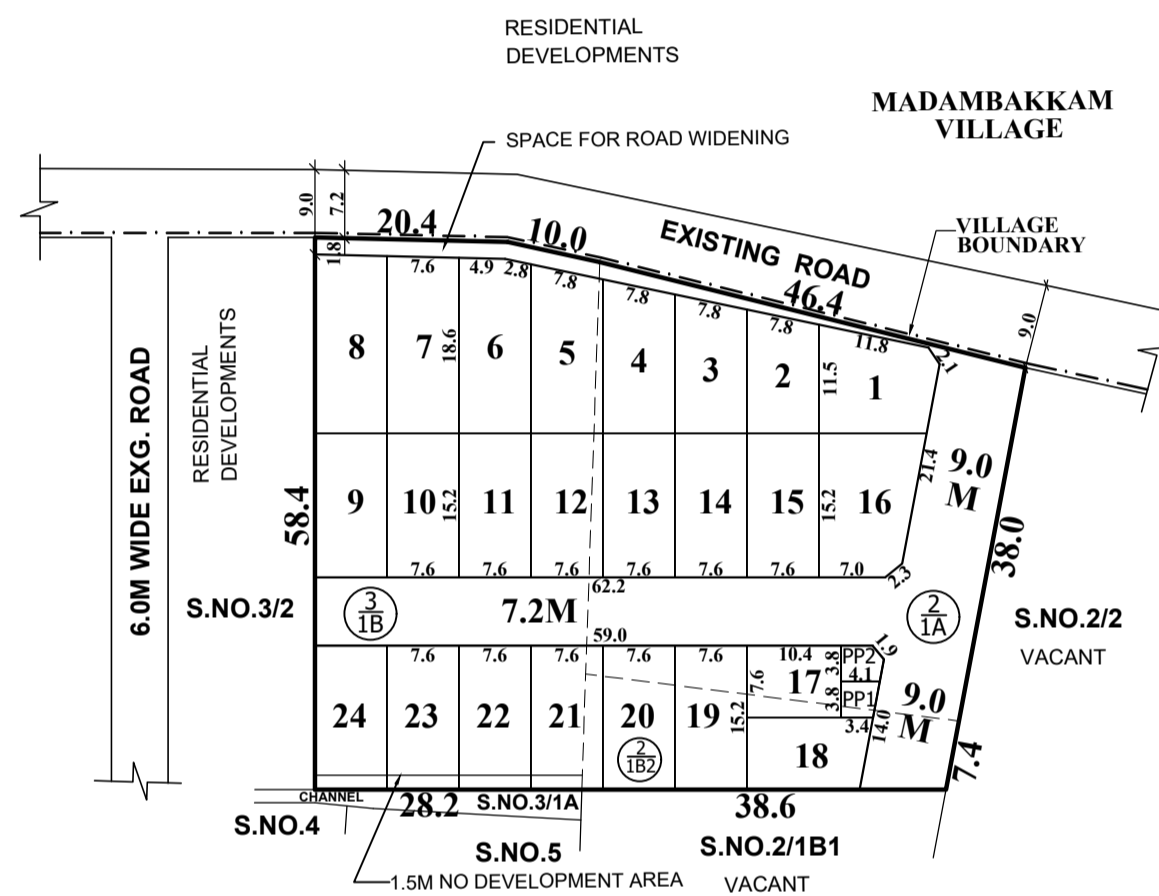 RESIDENTIAL
DEVELOPMENTS
MADAMBAKKAM
VILLAGE
SPACE FOR ROAD WIDENING
9.0
7.2
20.4
10.0
EXISTING ROAD
VILLAGE
BOUNDARY
1.8
7.6
4.9
2.8
7.8
7.8
46.4
9.0
7.8
7.8
11.8
2.1
8
7
18.6
6
5
4
3
2
11.5
1
6.0M WIDE EXG. ROAD
RESIDENTIAL
DEVELOPMENTS
58.4
9
10
15.2
11
12
13
14
15
15.2
16
21.4
9.0
M
38.0
7.6
7.6
7.6
7.6
7.6
7.6
7.0
2.3
62.2
S.NO.3/2
3
1B
7.2M
2
1A
S.NO.2/2
VACANT
59.0
1.9
7.6
7.6
7.6
7.6
7.6
10.4
3.8
PP2
4.1
7.6
17
3.8
PP1
9.0
M
24
23
22
21
20
19
15.2
3.4
14.0
2
1B2
18
7.4
CHANNEL
28.2
S.NO.3/1A
38.6
S.NO.4
S.NO.5
S.NO.2/1B1
1.5M NO DEVELOPMENT AREA
VACANT